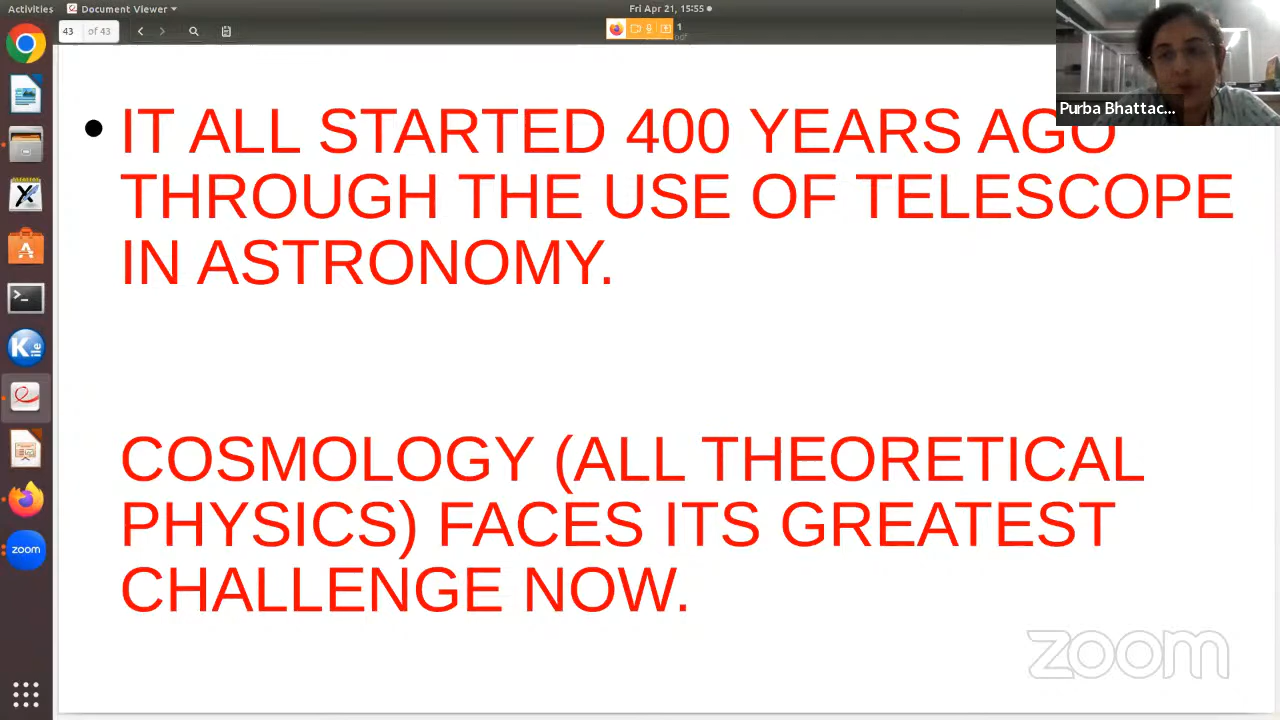 Activities
Document Viewer
Fri Apr 21, 15:55
43 of 43
1
Purba Bhattac...
• IT ALL STARTED 400 YEARS AGO
THROUGH THE USE OF TELESCOPE
IN ASTRONOMY.
COSMOLOGY (ALL THEORETICAL
PHYSICS) FACES ITS GREATEST
CHALLENGE NOW.
zoom
zoom